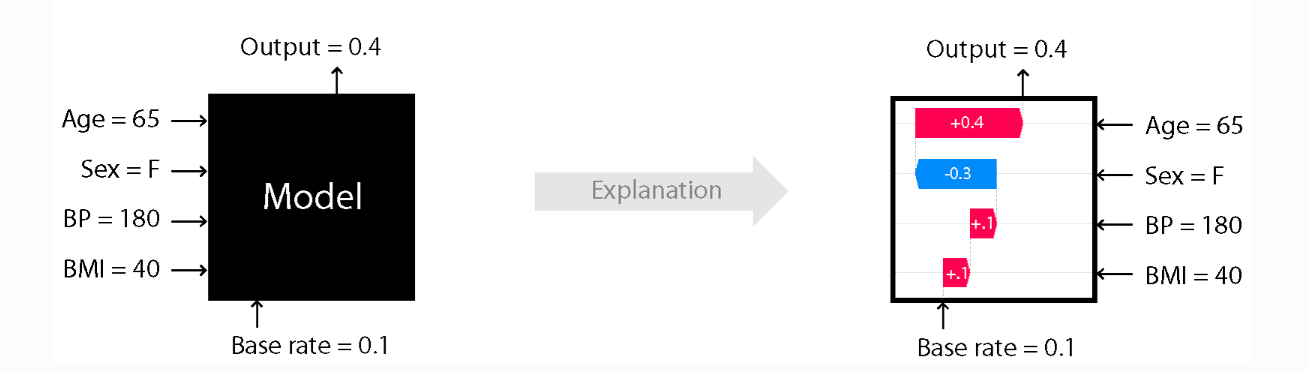 Output = 0.4
Age = 65
Sex = F
BP = 180
BMI = 40
Model
Base rate = 0.1
Explanation
Output = 0.4
+0.4
-0.3
+.1
+.1
Age = 65
Sex = F
BP = 180
BMI = 40
Base rate = 0.1